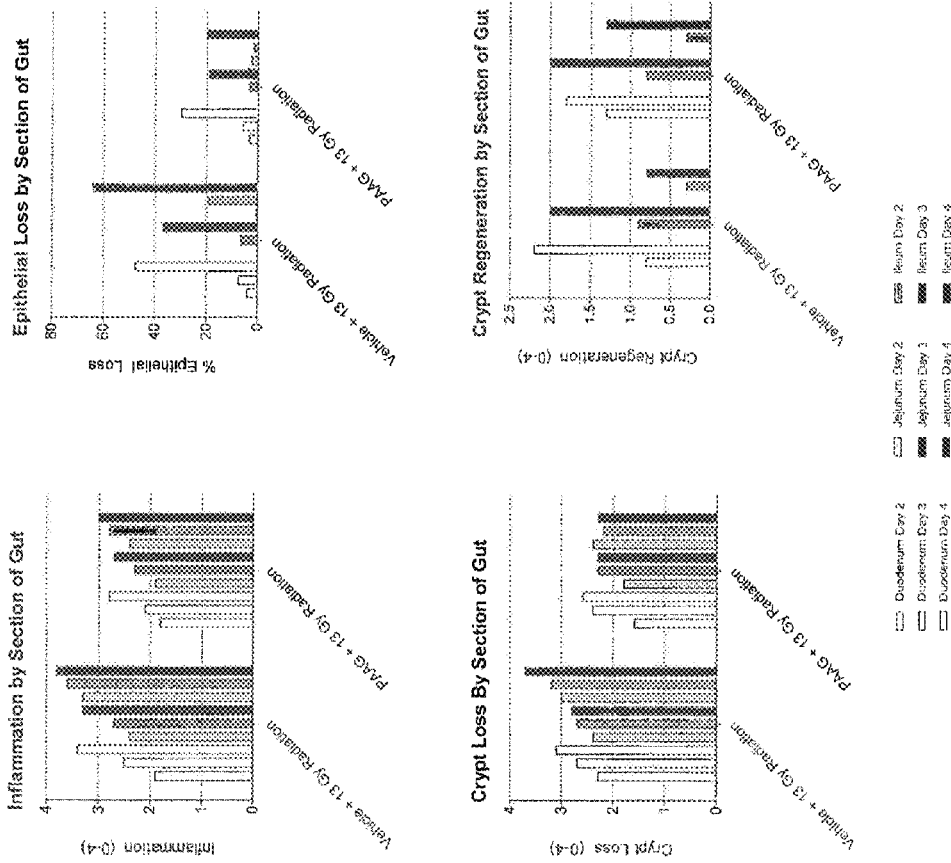 Inflammation by Section of Gut
Inflammation (0-4)
4
3
2
1
0
Vehicle + 13 Gy Radiation
PAAG + 13 Gy Radiation
Epithelial Loss by Section of Gut
% Epithelial Loss
80
60
40
20
0
Vehicle + 13 Gy Radiation
PAAG + 13 Gy Radiation
Crypt Loss By Section of Gut
Crypt Loss (0-4)
4
3
2
1
0
Vehicle + 13 Gy Radiation
PAAG + 13 Gy Radiation
Crypt Regeneration by Section of Gut
Crypt Regeneration (0-4)
2.5
2.0
1.5
1.0
0.5
0.0
Vehicle + 13 Gy Radiation
PAAG + 13 Gy Radiation
Duodenum Day 2
Jejunum Day 2
Ileum Day 2
Duodenum Day 3
Jejunum Day 3
Ileum Day 3
Duodenum Day 4
Jejunum Day 4
Ileum Day 4